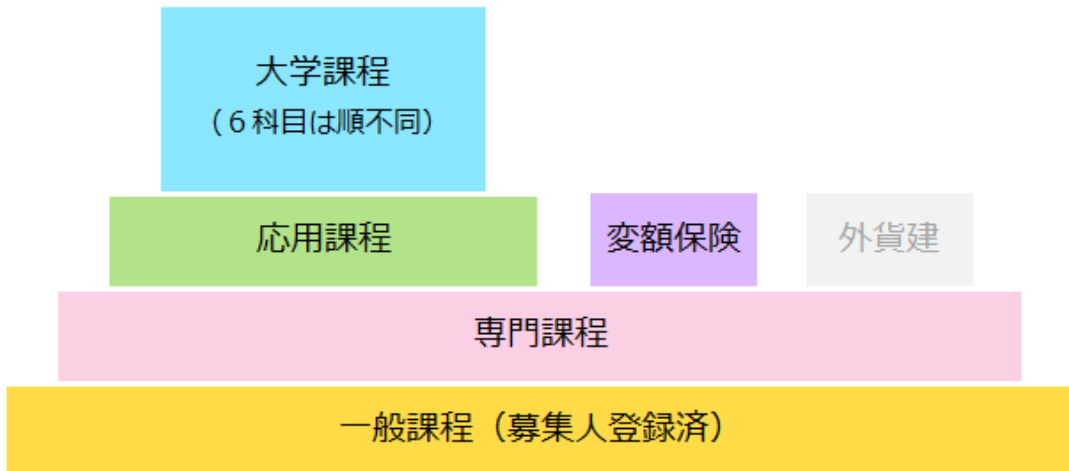 大学課程
（６科目は順不同）
応用課程
変額保険
外貨建
専門課程
一般課程（募集人登録済）